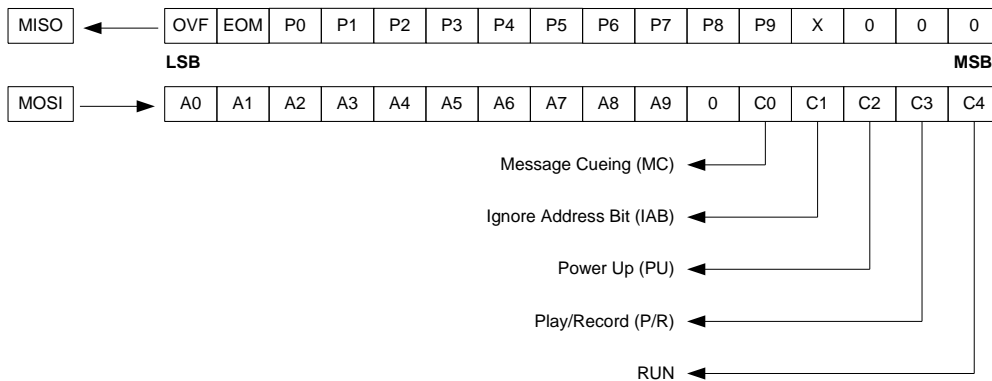 MISO OVF EOM P0 P1 P2 P3 P4 P5 P6 P7 P8 P9 X 0 0 0
LSB MSB
MOSI A0 A1 A2 A3 A4 A5 A6 A7 A8 A9 0 C0 C1 C2 C3 C4
Message Cueing (MC)
Ignore Address Bit (IAB)
Power Up (PU)
Play/Record (P/R)
RUN